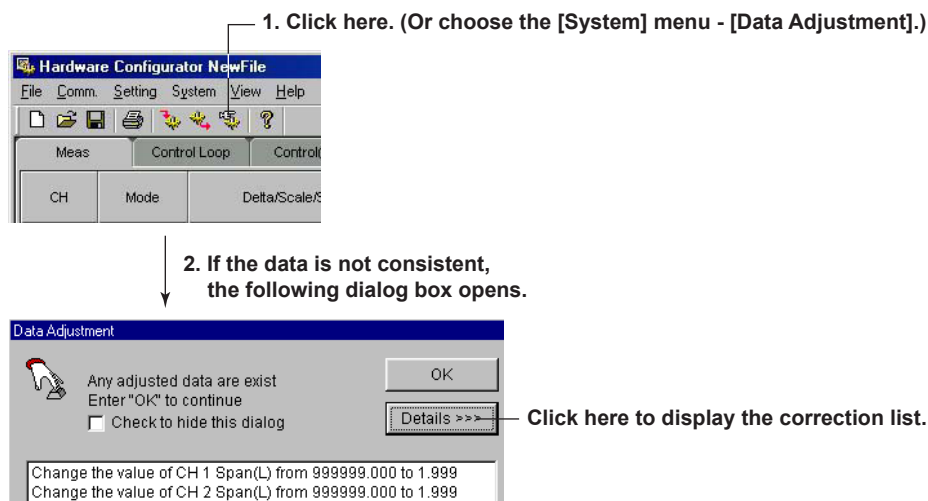 1. Click here. (Or choose the [System] menu - [Data Adjustment].)
Hardware Configurator NewFile
File Comm. Setting System View Help
Meas Control Loop Control(
CH Mode Delta/Scale/S
2. If the data is not consistent,
the following dialog box opens.
Data Adjustment
Any adjusted data are exist
Enter "OK" to continue
Check to hide this dialog
OK
Details >>>
Click here to display the correction list.
Change the value of CH 1 Span(L) from 999999.000 to 1.999
Change the value of CH 2 Span(L) from 999999.000 to 1.999